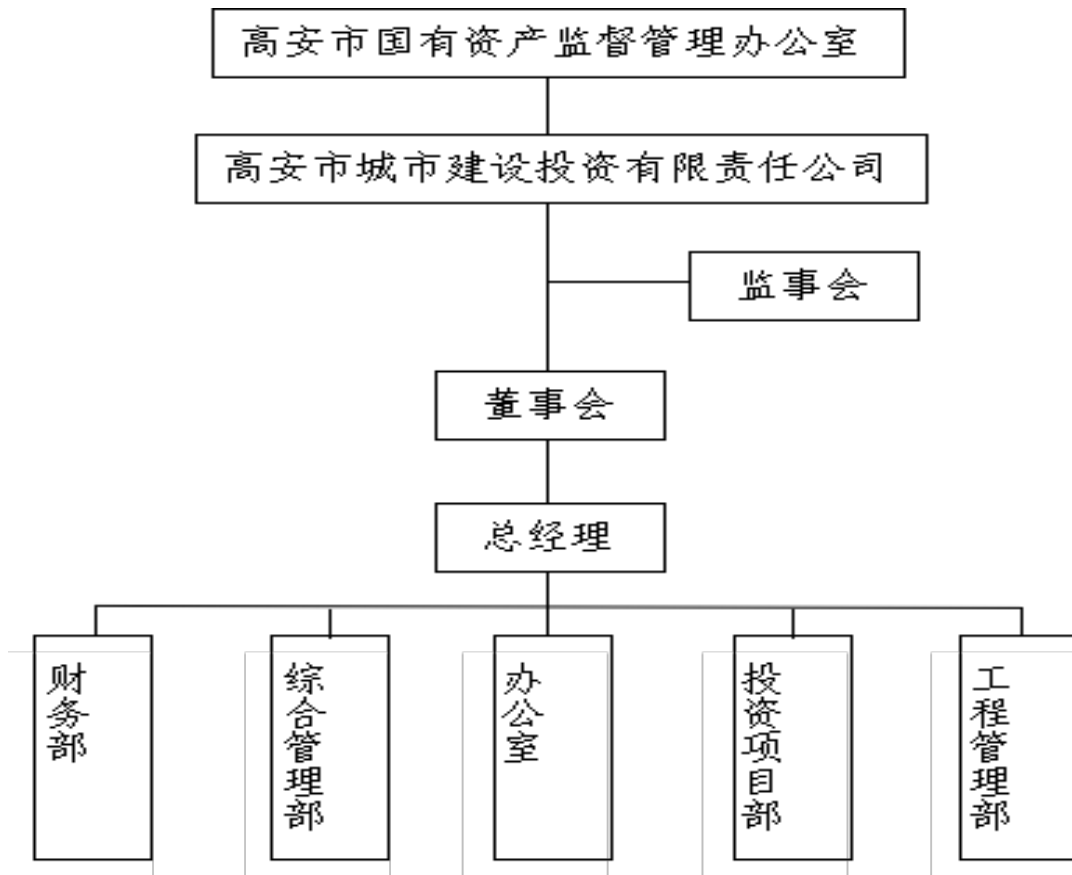 高安市国有资产监督管理办公室
高安市城市建设投资有限责任公司
监事会
董事会
总经理
财务部
综合管理部
办公室
投资项目部
工程管理部